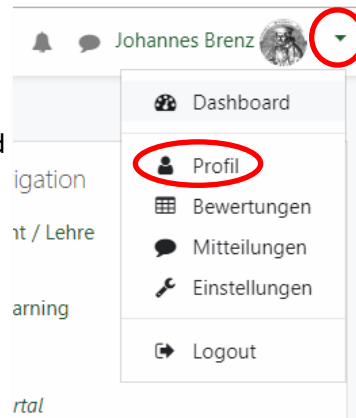 Johannes Brenz
Dashboard
d
Profil
igation
Bewertungen
nt / Lehre
Mitteilungen
Einstellungen
arning
Logout
rtal